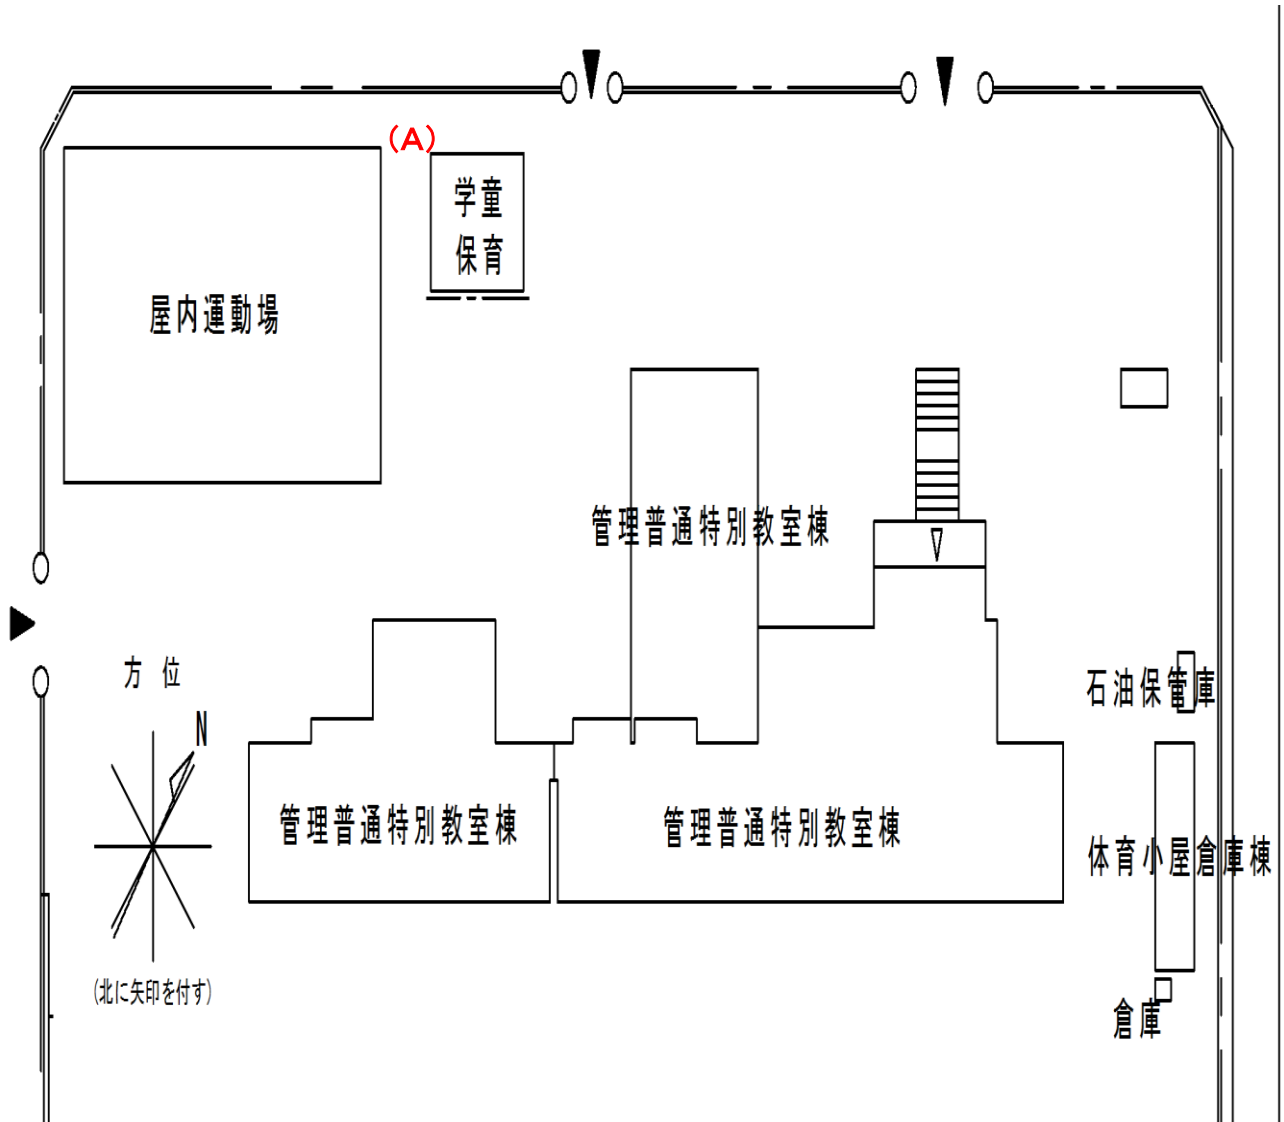 (A)
学童
保育
屋内運動場
管理普通特別教室棟
方位
N
石油保管庫
管理普通特別教室棟
管理普通特別教室棟
体育小屋倉庫棟
(北に矢印を付す)
倉庫